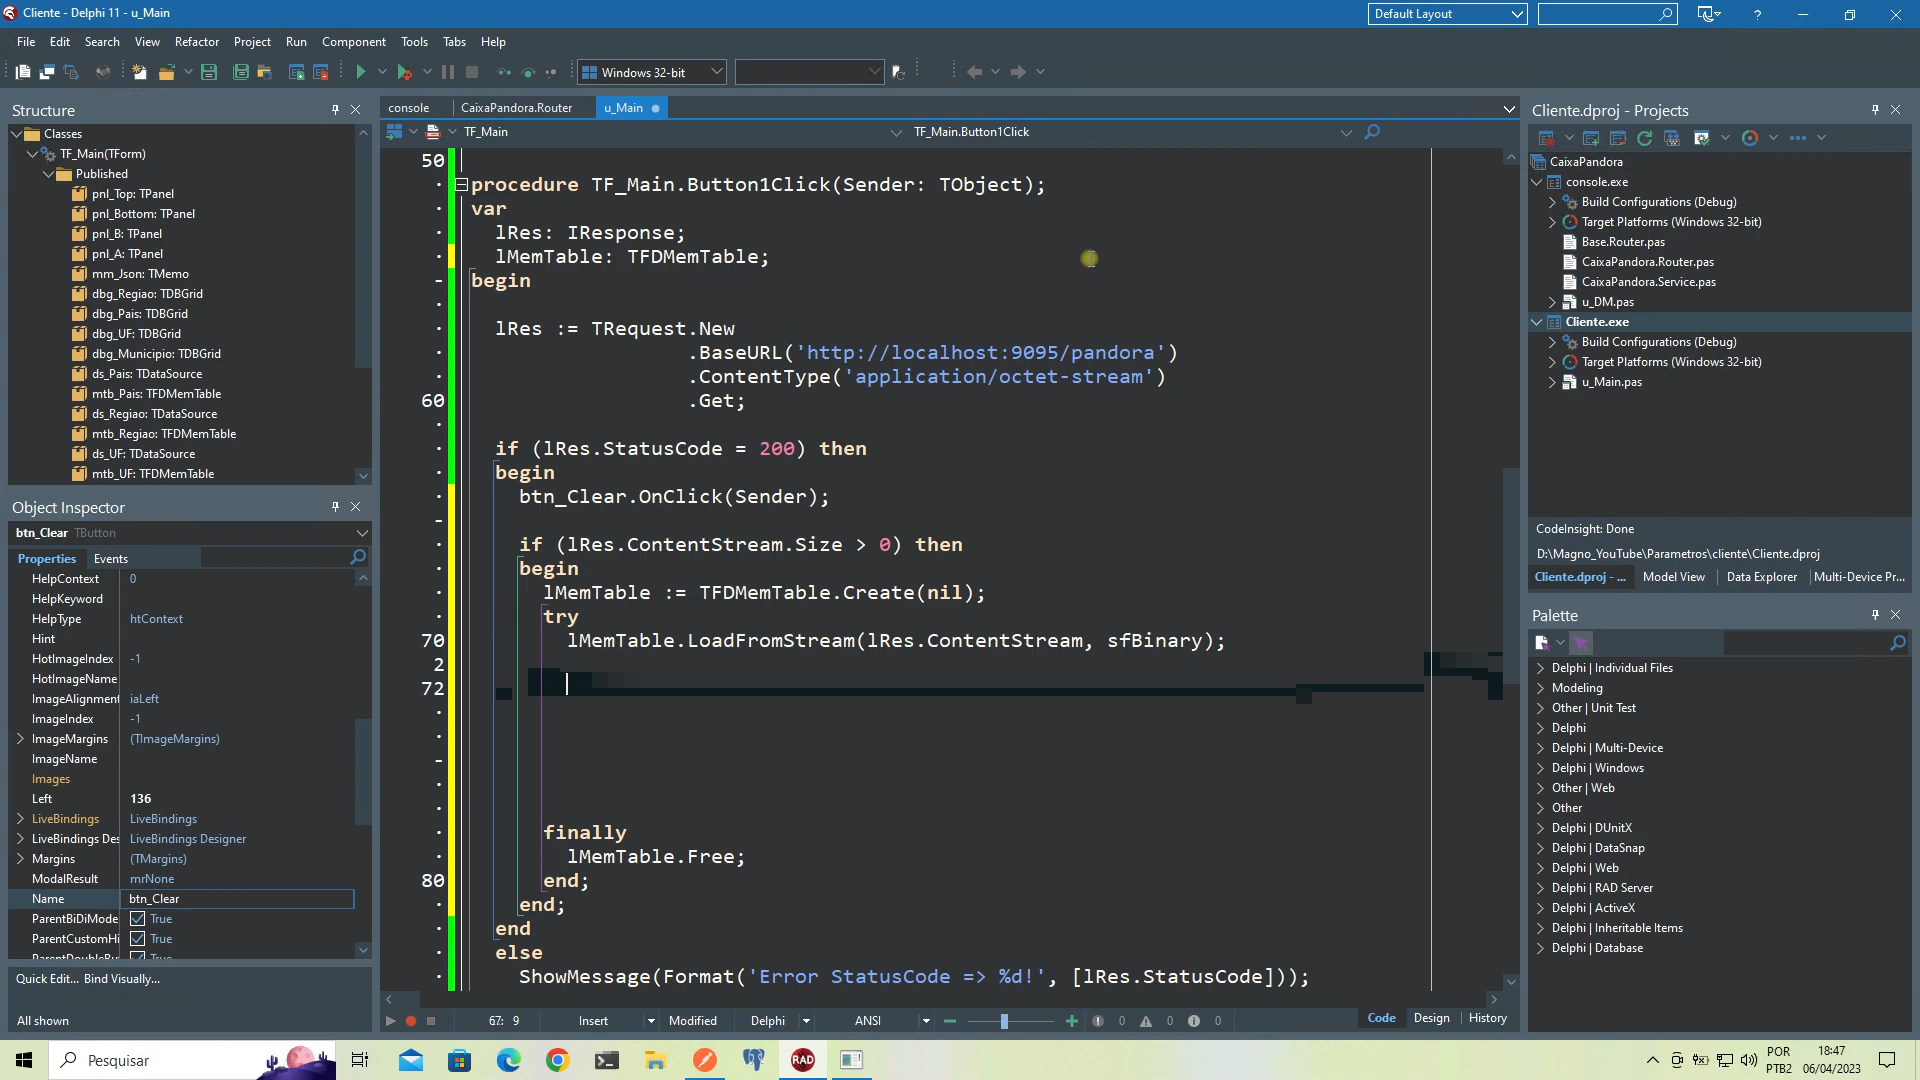 Cliente - Delphi 11 - u_Main
Default Layout
File Edit Search View Refactor Project Run Component Tools Tabs Help
Windows 32-bit
Structure
Classes
TF_Main(TForm)
Published
pnl_Top: TPanel
pnl_Bottom: TPanel
pnl_B: TPanel
pnl_A: TPanel
mm_Json: TMemo
dbg_Regiao: TDBGrid
dbg_Pais: TDBGrid
dbg_UF: TDBGrid
dbg_Municipio: TDBGrid
ds_Pais: TDataSource
mtb_Pais: TFDMemTable
ds_Regiao: TDataSource
mtb_Regiao: TFDMemTable
ds_UF: TDataSource
mtb_UF: TFDMemTable
Object Inspector
btn_Clear TButton
Properties Events
HelpContext 0
HelpKeyword
HelpType htContext
Hint
HotImageIndex -1
HotImageName
ImageAlignment iaLeft
ImageIndex -1
ImageMargins (TImageMargins)
ImageName
Images
Left 136
LiveBindings LiveBindings
LiveBindings Des LiveBindings Designer
Margins (TMargins)
ModalResult mrNone
Name btn_Clear
ParentBiDiMode True
ParentCustomHi True
Quick Edit... Bind Visually...
All shown
console CaixaPandora.Router u_Main
TF_Main TF_Main.Button1Click
50
procedure TF_Main.Button1Click(Sender: TObject);
var
lRes: IResponse;
lMemTable: TFDMemTable;
begin
lRes := TRequest.New
.BaseURL('http://localhost:9095/pandora')
.ContentType('application/octet-stream')
60 .Get;
if (lRes.StatusCode = 200) then
begin
btn_Clear.OnClick(Sender);
if (lRes.ContentStream.Size > 0) then
begin
lMemTable := TFDMemTable.Create(nil);
try
70 lMemTable.LoadFromStream(lRes.ContentStream, sfBinary);
2
72
finally
lMemTable.Free;
80 end;
end;
end
else
ShowMessage(Format('Error StatusCode => %d!', [lRes.StatusCode]));
67: 9 Insert Modified Delphi ANSI 0 0 0 Code Design History
Cliente.dproj - Projects
CaixaPandora
console.exe
Build Configurations (Debug)
Target Platforms (Windows 32-bit)
Base.Router.pas
CaixaPandora.Router.pas
CaixaPandora.Service.pas
u_DM.pas
Cliente.exe
Build Configurations (Debug)
Target Platforms (Windows 32-bit)
u_Main.pas
CodeInsight: Done
D:\Magno_YouTube\Parametros\cliente\Cliente.dproj
Cliente.dproj - ... Model View Data Explorer Multi-Device Pr...
Palette
Delphi | Individual Files
Modeling
Other | Unit Test
Delphi
Delphi | Multi-Device
Delphi | Windows
Other | Web
Other
Delphi | DUnitX
Delphi | DataSnap
Delphi | Web
Delphi | RAD Server
Delphi | ActiveX
Delphi | Inheritable Items
Delphi | Database
Pesquisar
RAD
POR
PTB2
18:47
06/04/2023